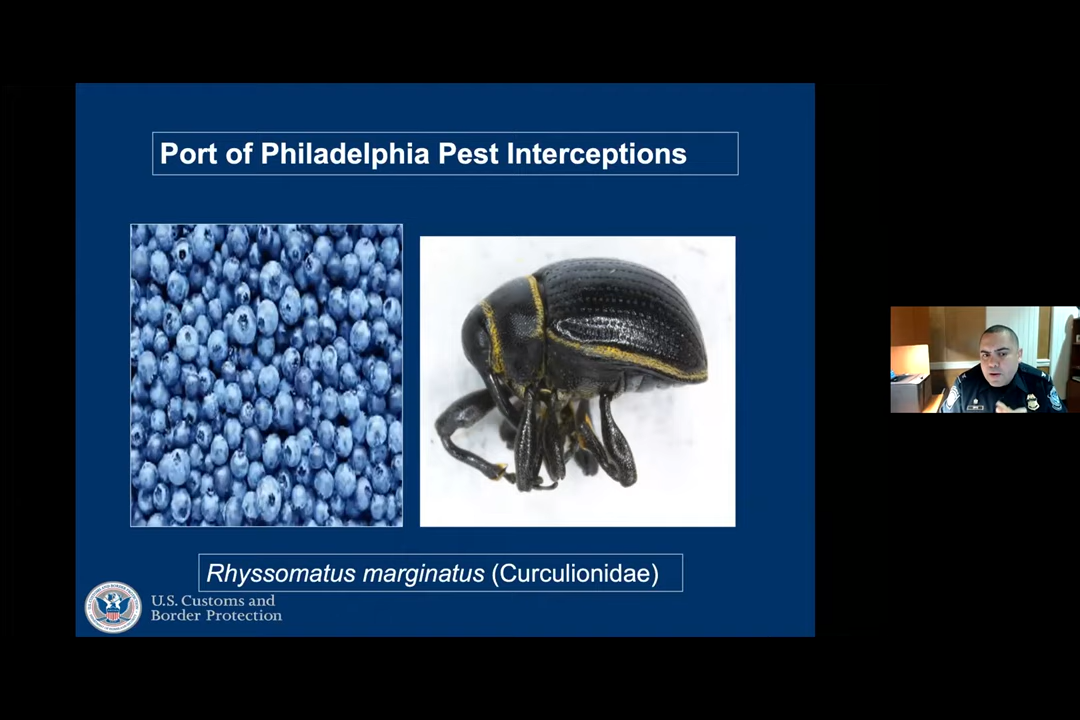 Port of Philadelphia Pest Interceptions
Rhyssomatus marginatus (Curculionidae)
U.S. Customs and
Border Protection